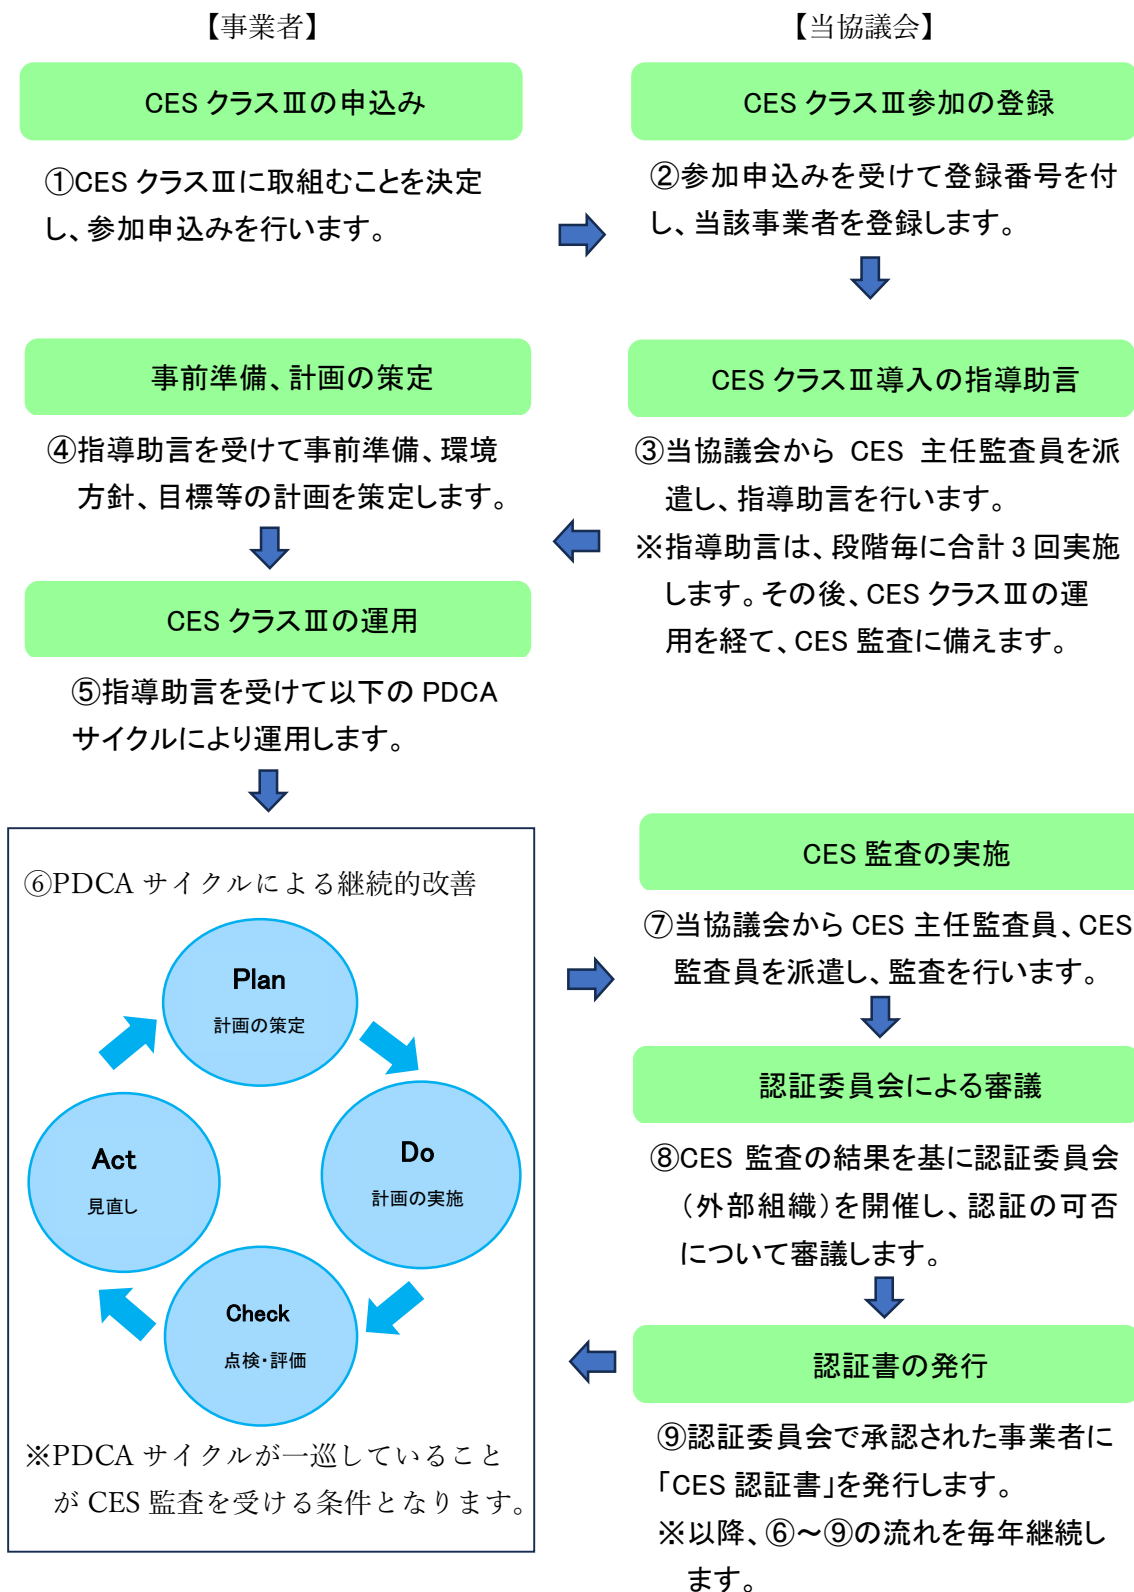 【事業者】
【当協議会】
CES クラスⅢの申込み
CES クラスⅢ参加の登録
①CES クラスⅢに取組むことを決定
し、参加申込みを行います。
②参加申込みを受けて登録番号を付
し、当該事業者を登録します。
事前準備、計画の策定
CES クラスⅢ導入の指導助言
④指導助言を受けて事前準備、環境
方針、目標等の計画を策定します。
③当協議会から CES 主任監査員を派
遣し、指導助言を行います。
※指導助言は、段階毎に合計 3 回実施
します。その後、CES クラスⅢの運
用を経て、CES 監査に備えます。
CES クラスⅢの運用
⑤指導助言を受けて以下の PDCA
サイクルにより運用します。
⑥PDCA サイクルによる継続的改善
Plan
計画の策定
Do
計画の実施
Check
点検・評価
Act
見直し
※PDCA サイクルが一巡していること
が CES 監査を受ける条件となります。
CES 監査の実施
⑦当協議会から CES 主任監査員、CES
監査員を派遣し、監査を行います。
認証委員会による審議
⑧CES 監査の結果を基に認証委員会
（外部組織）を開催し、認証の可否
について審議します。
認証書の発行
⑨認証委員会で承認された事業者に
「CES 認証書」を発行します。
※以降、⑥～⑨の流れを毎年継続し
ます。